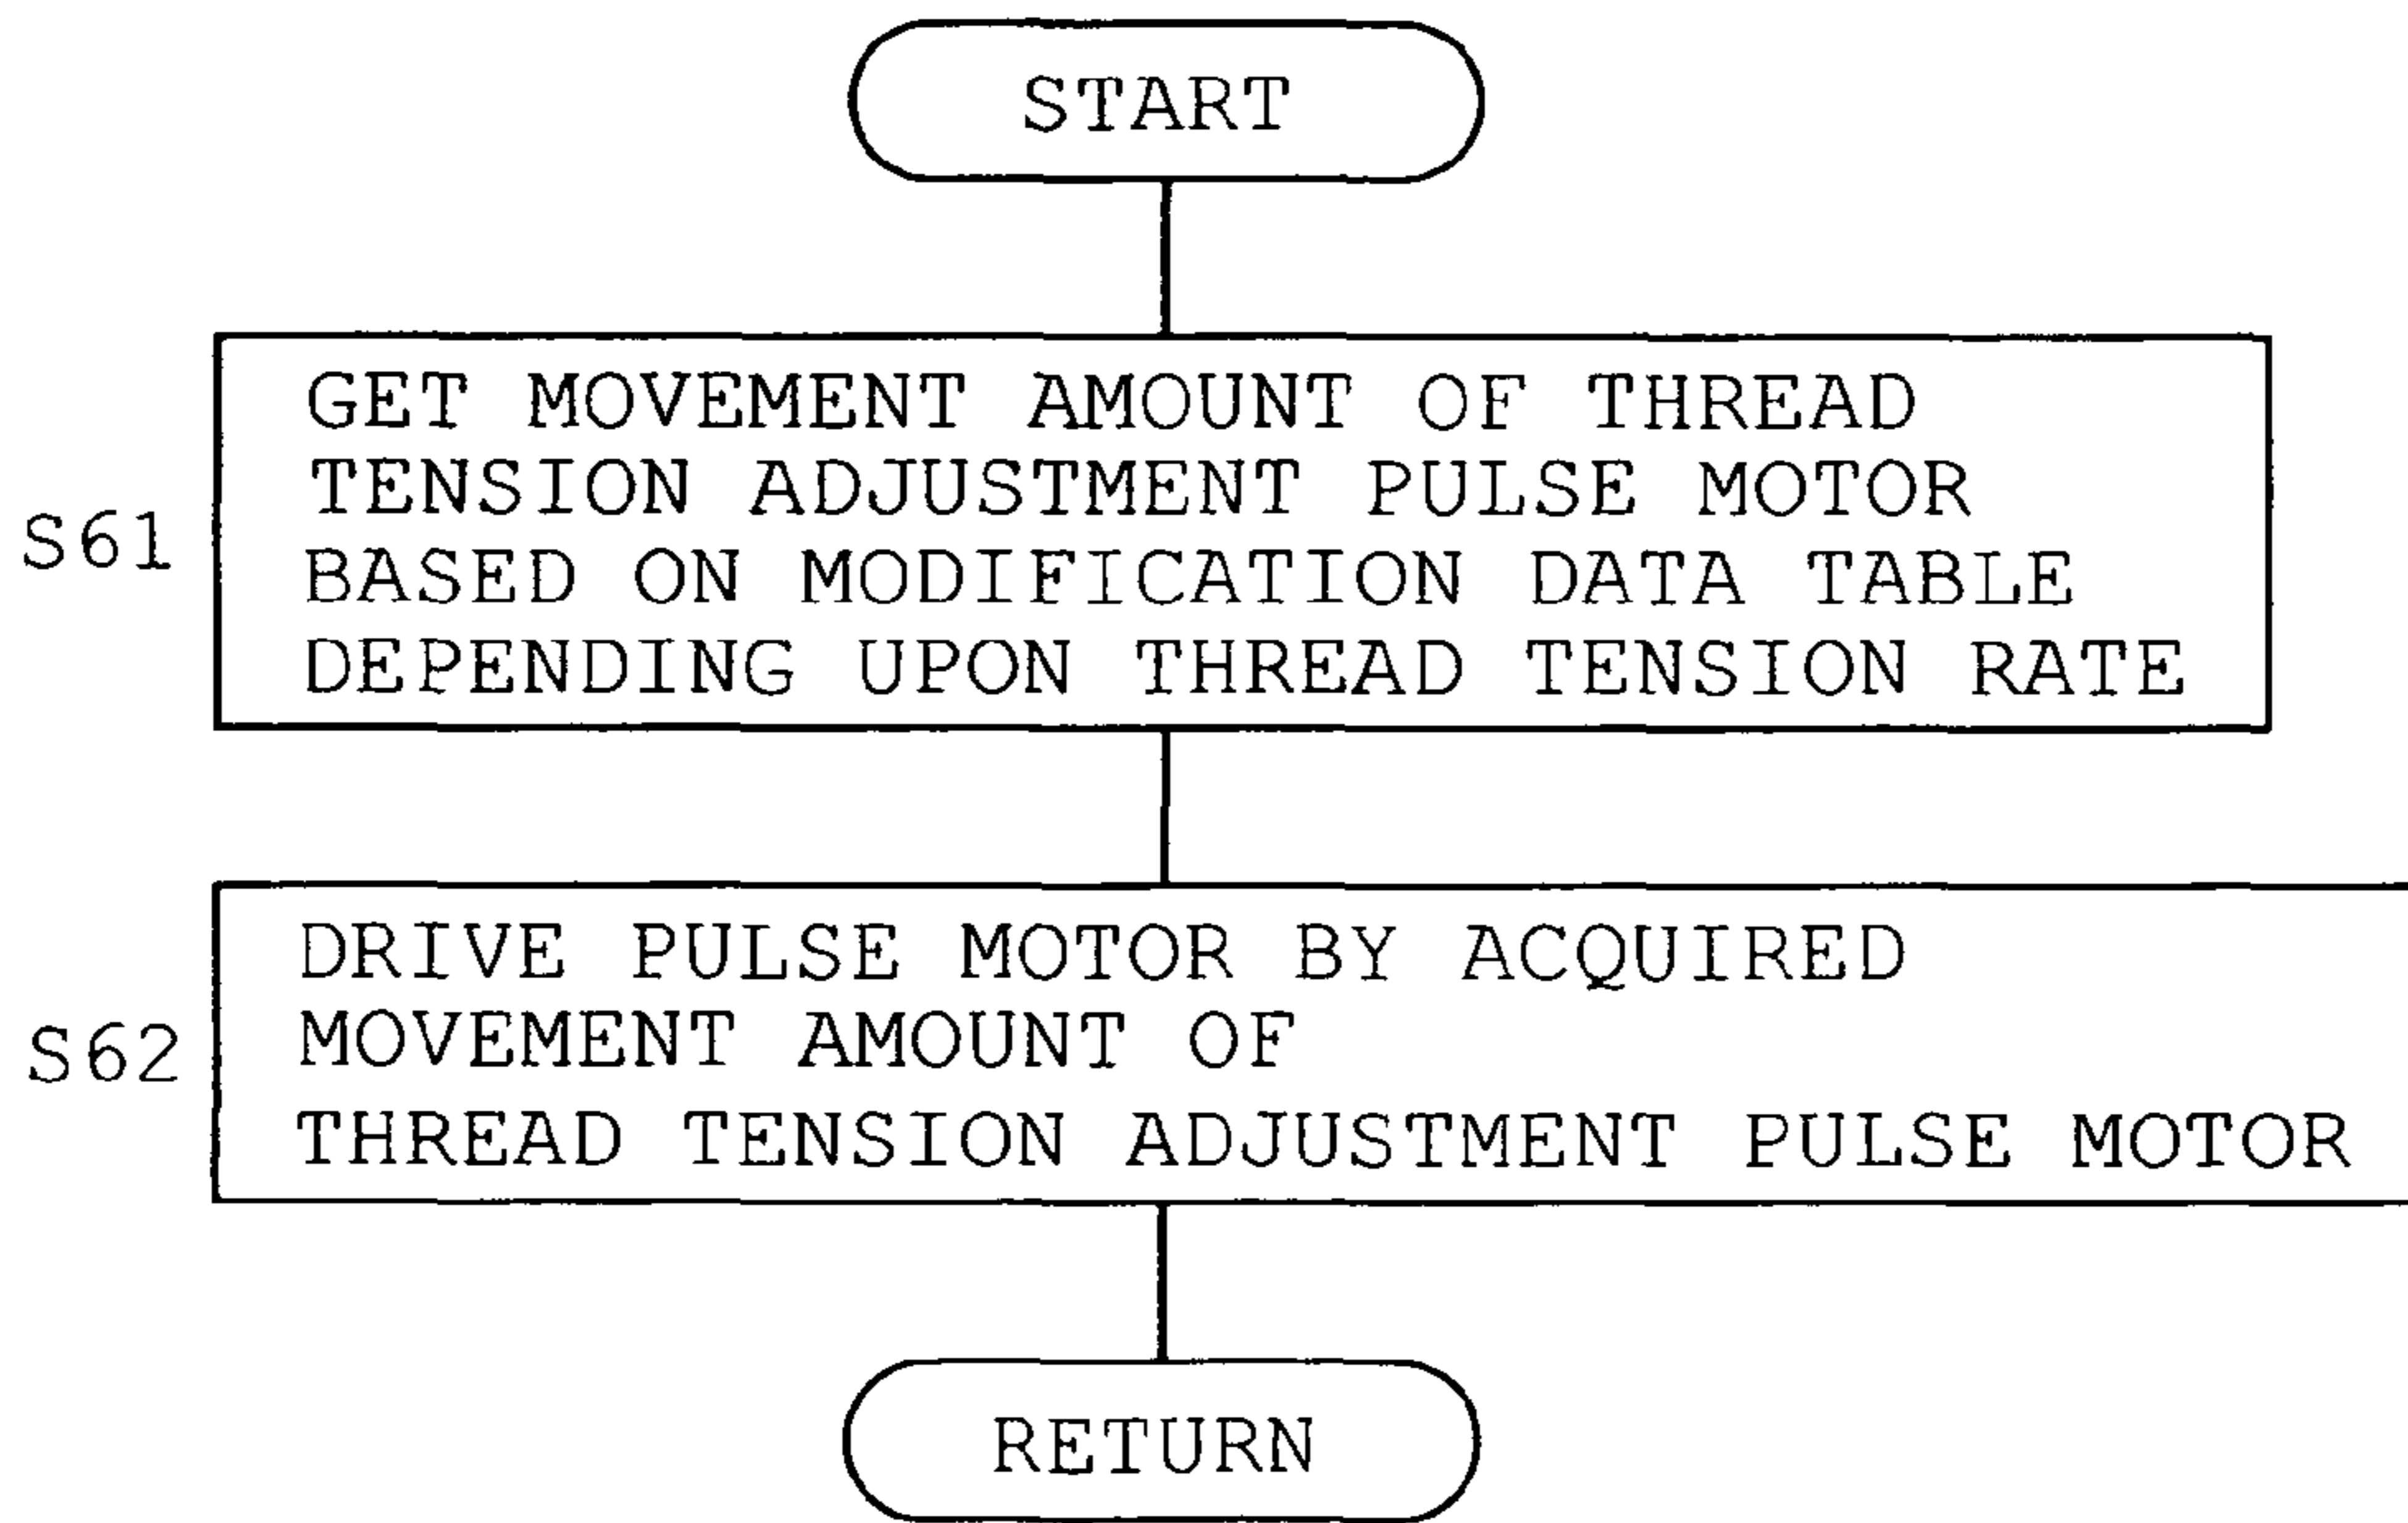 START
GET MOVEMENT AMOUNT OF THREAD
TENSION ADJUSTMENT PULSE MOTOR
S61
BASED ON MODIFICATION DATA TABLE
DEPENDING UPON THREAD TENSION RATE
DRIVE PULSE MOTOR BY ACQUIRED
S62
MOVEMENT AMOUNT OF
THREAD TENSION ADJUSTMENT PULSE MOTOR
RETURN